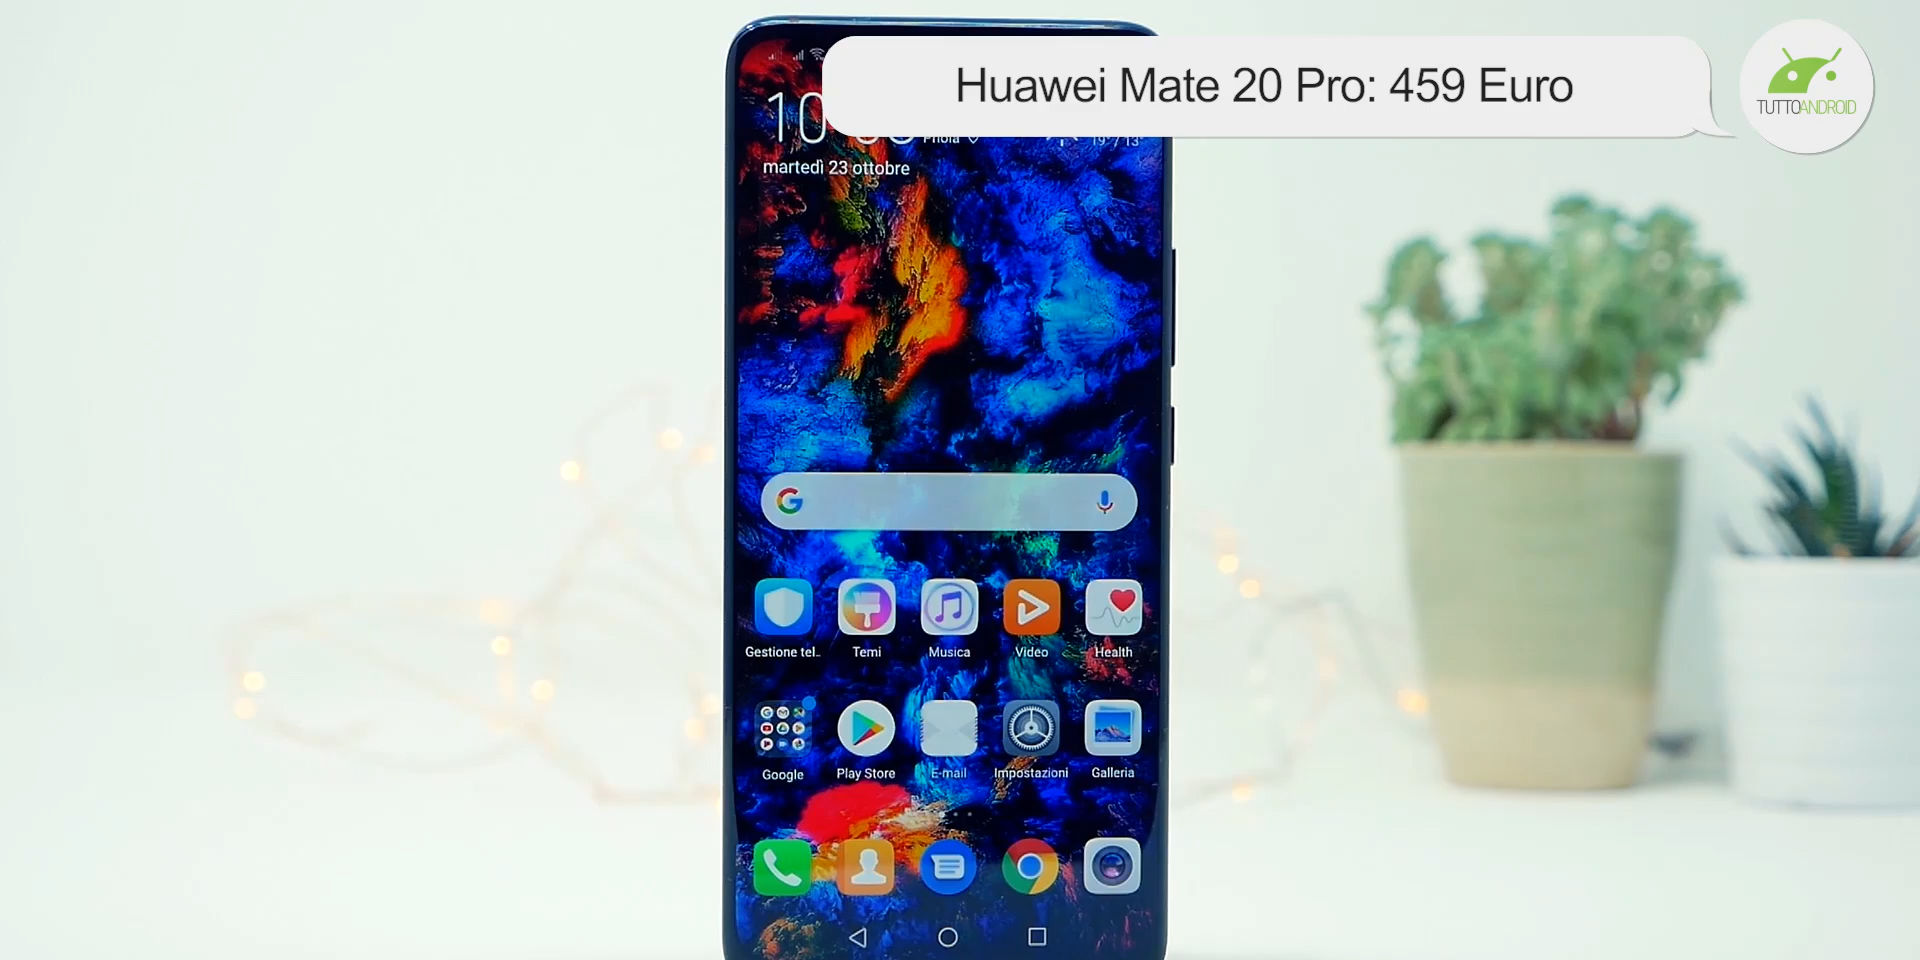 Huawei Mate 20 Pro: 459 Euro
TUTTOANDROID
10
martedì 23 ottobre
Gestione tel..
Temi
Musica
Video
Health
Google
Play Store
E-mail
Impostazioni
Galleria